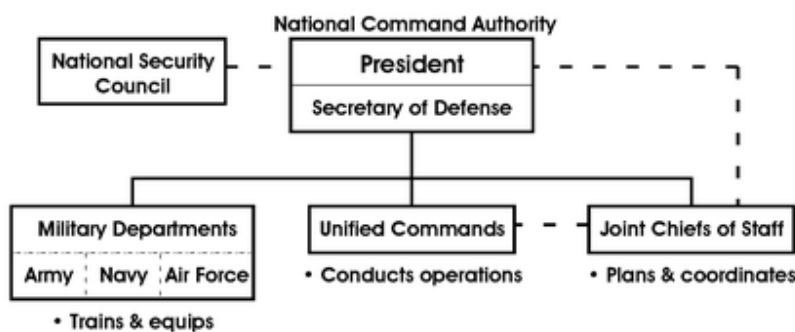 National Command Authority
National Security
Council
President
Secretary of Defense
Military Departments
Army Navy Air Force
• Trains & equips
Unified Commands
• Conducts operations
Joint Chiefs of Staff
• Plans & coordinates